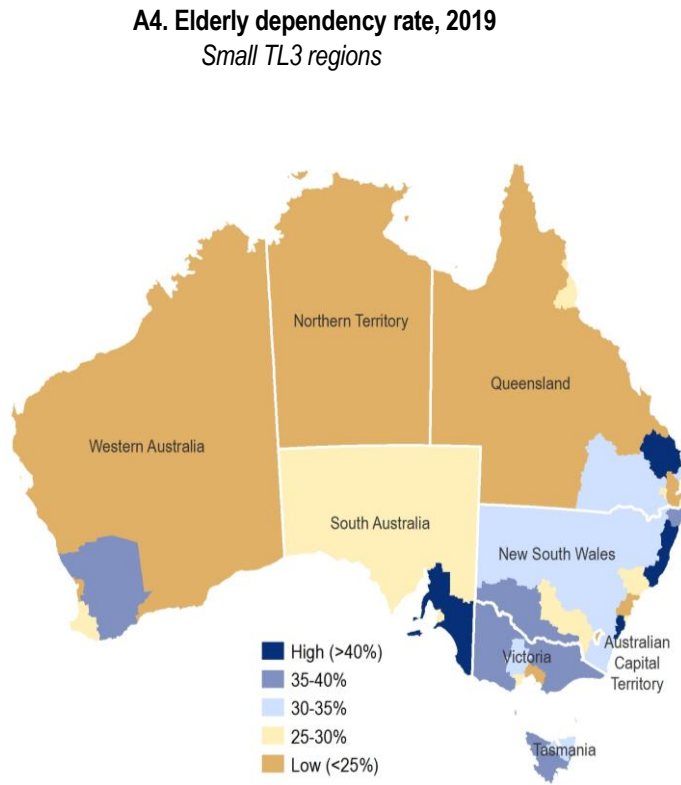 A4. Elderly dependency rate, 2019
Small TL3 regions
Northern Territory
Queensland
Western Australia
South Australia
New South Wales
Australian
Capital
Territory
Victoria
Tasmania
High (>40%)
35-40%
30-35%
25-30%
Low (<25%)